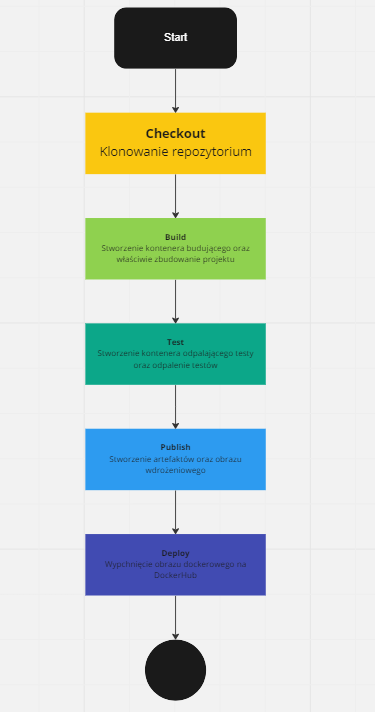 Start
Checkout
Klonowanie repozytorium
Build
Stworzenie kontenera budującego oraz
właściwie zbudowanie projektu
Test
Stworzenie kontenera odpalającego testy
oraz odpalenie testów
Publish
Stworzenie artefaktów oraz obrazu
wdrożeniowego
Deploy
Wypchnięcie obrazu dockerowego na
DockerHub